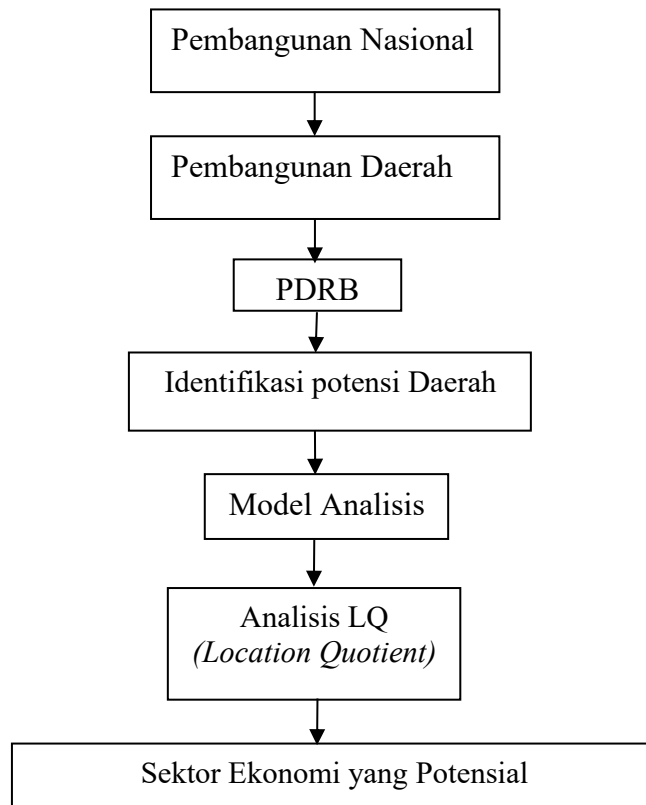 Pembangunan Nasional
Pembangunan Daerah
PDRB
Identifikasi potensi Daerah
Model Analisis
Analisis LQ
(Location Quotient)
Sektor Ekonomi yang Potensial